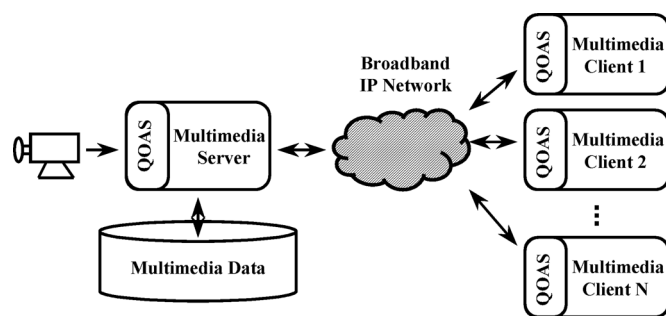 Broadband
IP Network
QOAS
Multimedia
Server
Multimedia Data
QOAS
Multimedia
Client 1
QOAS
Multimedia
Client 2
...
QOAS
Multimedia
Client N